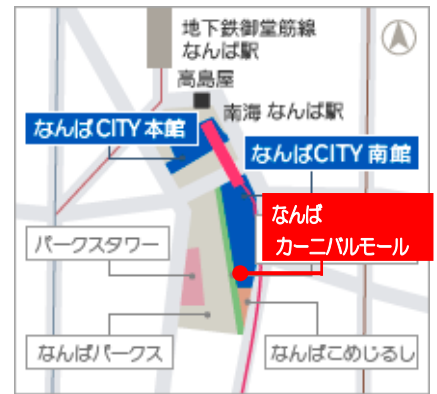 地下鉄御堂筋線
なんば駅
高島屋
南海 なんば駅
なんばCITY 本館
なんばCITY 南館
なんば
カーニバルモール
パークスタワー
なんばパークス
なんばこめじるし